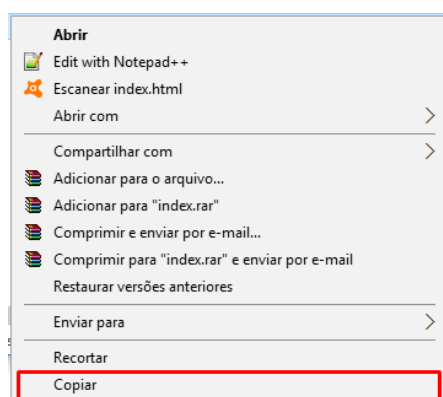 Abrir
Edit with Notepad++
Escanear index.html
Abrir com
Compartilhar com
Adicionar para o arquivo...
Adicionar para "index.rar"
Comprimir e enviar por e-mail...
Comprimir para "index.rar" e enviar por e-mail
Restaurar versões anteriores
Enviar para
Recortar
Copiar